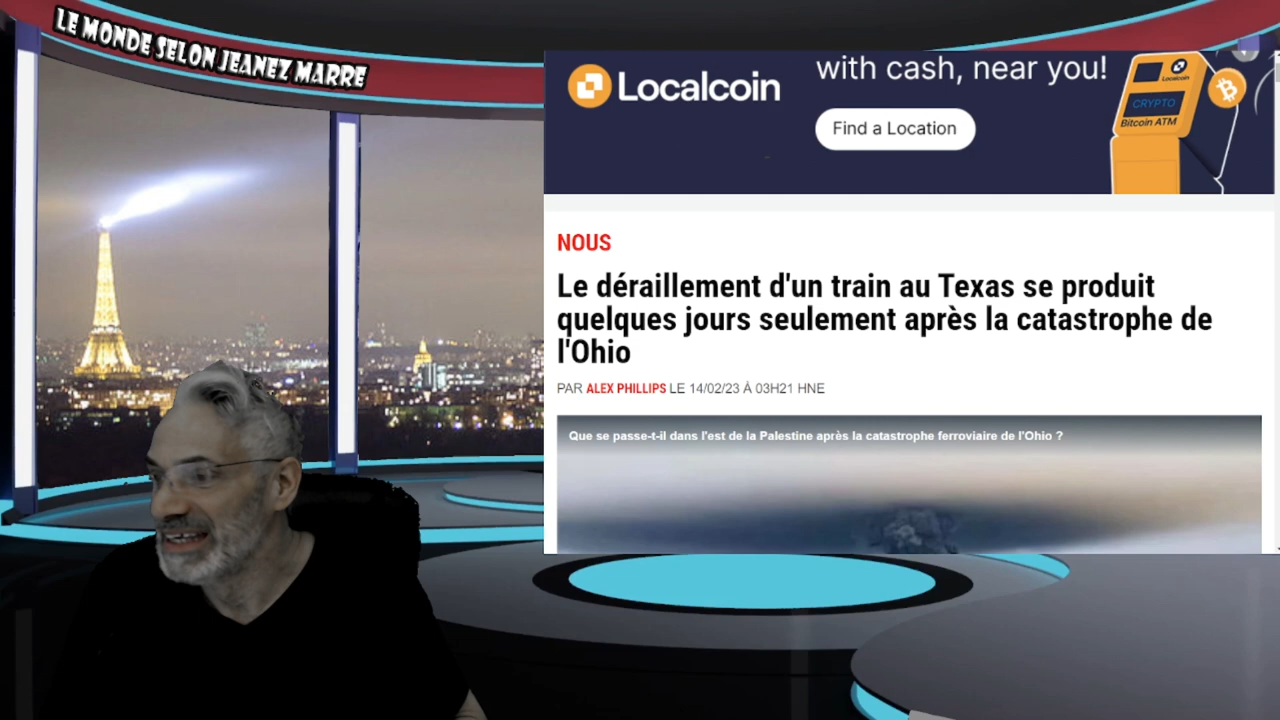 LE MONDE SELON JEANEZ MARRE
Localcoin
with cash, near you!
Find a Location
Localcoin
CRYPTO
Bitcoin ATM
NOUS
Le déraillement d'un train au Texas se produit
quelques jours seulement après la catastrophe de
l'Ohio
PAR ALEX PHILLIPS LE 14/02/23 À 03H21 HNE
Que se passe-t-il dans l'est de la Palestine après la catastrophe ferroviaire de l'Ohio ?